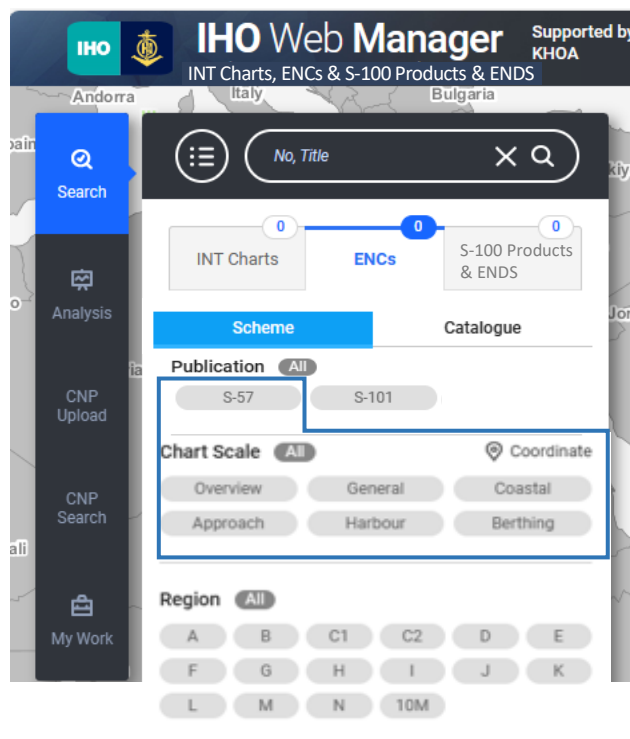 IHO
IHO Web Manager
Supported by
KHOA
INT Charts, ENCs & S-100 Products & ENDS
Andorra
Italy
Bulgaria
Search
No, Title
0
0
0
INT Charts
ENCs
S-100 Products
& ENDS
Analysis
Scheme
Catalogue
Publication
All
S-57
S-101
CNP
Upload
Chart Scale
All
Coordinate
Overview
General
Coastal
Approach
Harbour
Berthing
CNP
Search
Region
All
My Work
A
B
C1
C2
D
E
F
G
H
I
J
K
L
M
N
10M